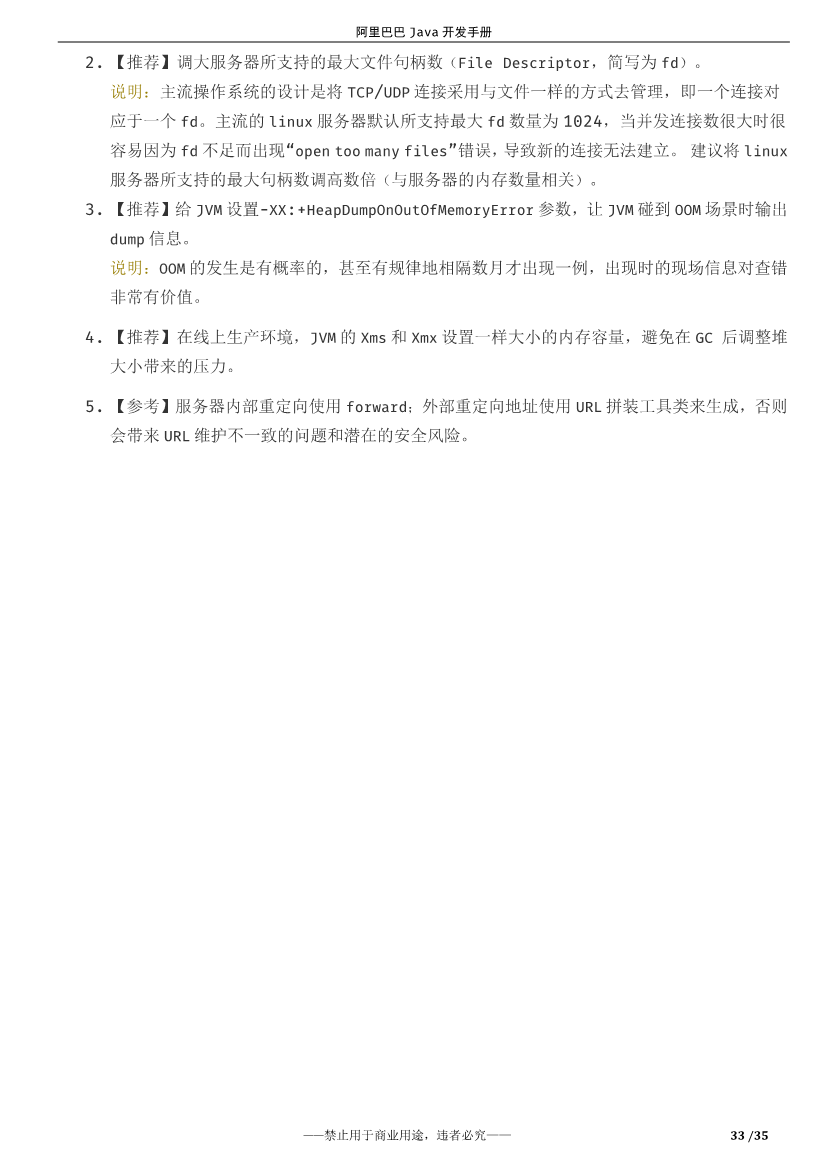 阿里巴巴 Java 开发手册
2. 【推荐】调大服务器所支持的最大文件句柄数（File Descriptor，简写为 fd）。
说明：主流操作系统的设计是将 TCP/UDP 连接采用与文件一样的方式去管理，即一个连接对
应于一个 fd。主流的 linux 服务器默认所支持最大 fd 数量为 1024，当并发连接数很大时很
容易因为 fd 不足而出现“open too many files”错误，导致新的连接无法建立。 建议将 linux
服务器所支持的最大句柄数调高数倍（与服务器的内存数量相关）。
3. 【推荐】给 JVM 设置-XX:+HeapDumpOnOutOfMemoryError 参数，让 JVM 碰到 OOM 场景时输出
dump 信息。
说明：OOM 的发生是有概率的，甚至有规律地相隔数月才出现一例，出现时的现场信息对查错
非常有价值。
4. 【推荐】在线上生产环境，JVM 的 Xms 和 Xmx 设置一样大小的内存容量，避免在 GC 后调整堆
大小带来的压力。
5. 【参考】服务器内部重定向使用 forward；外部重定向地址使用 URL 拼装工具类来生成，否则
会带来 URL 维护不一致的问题和潜在的安全风险。
——禁止用于商业用途，违者必究——
33 /35